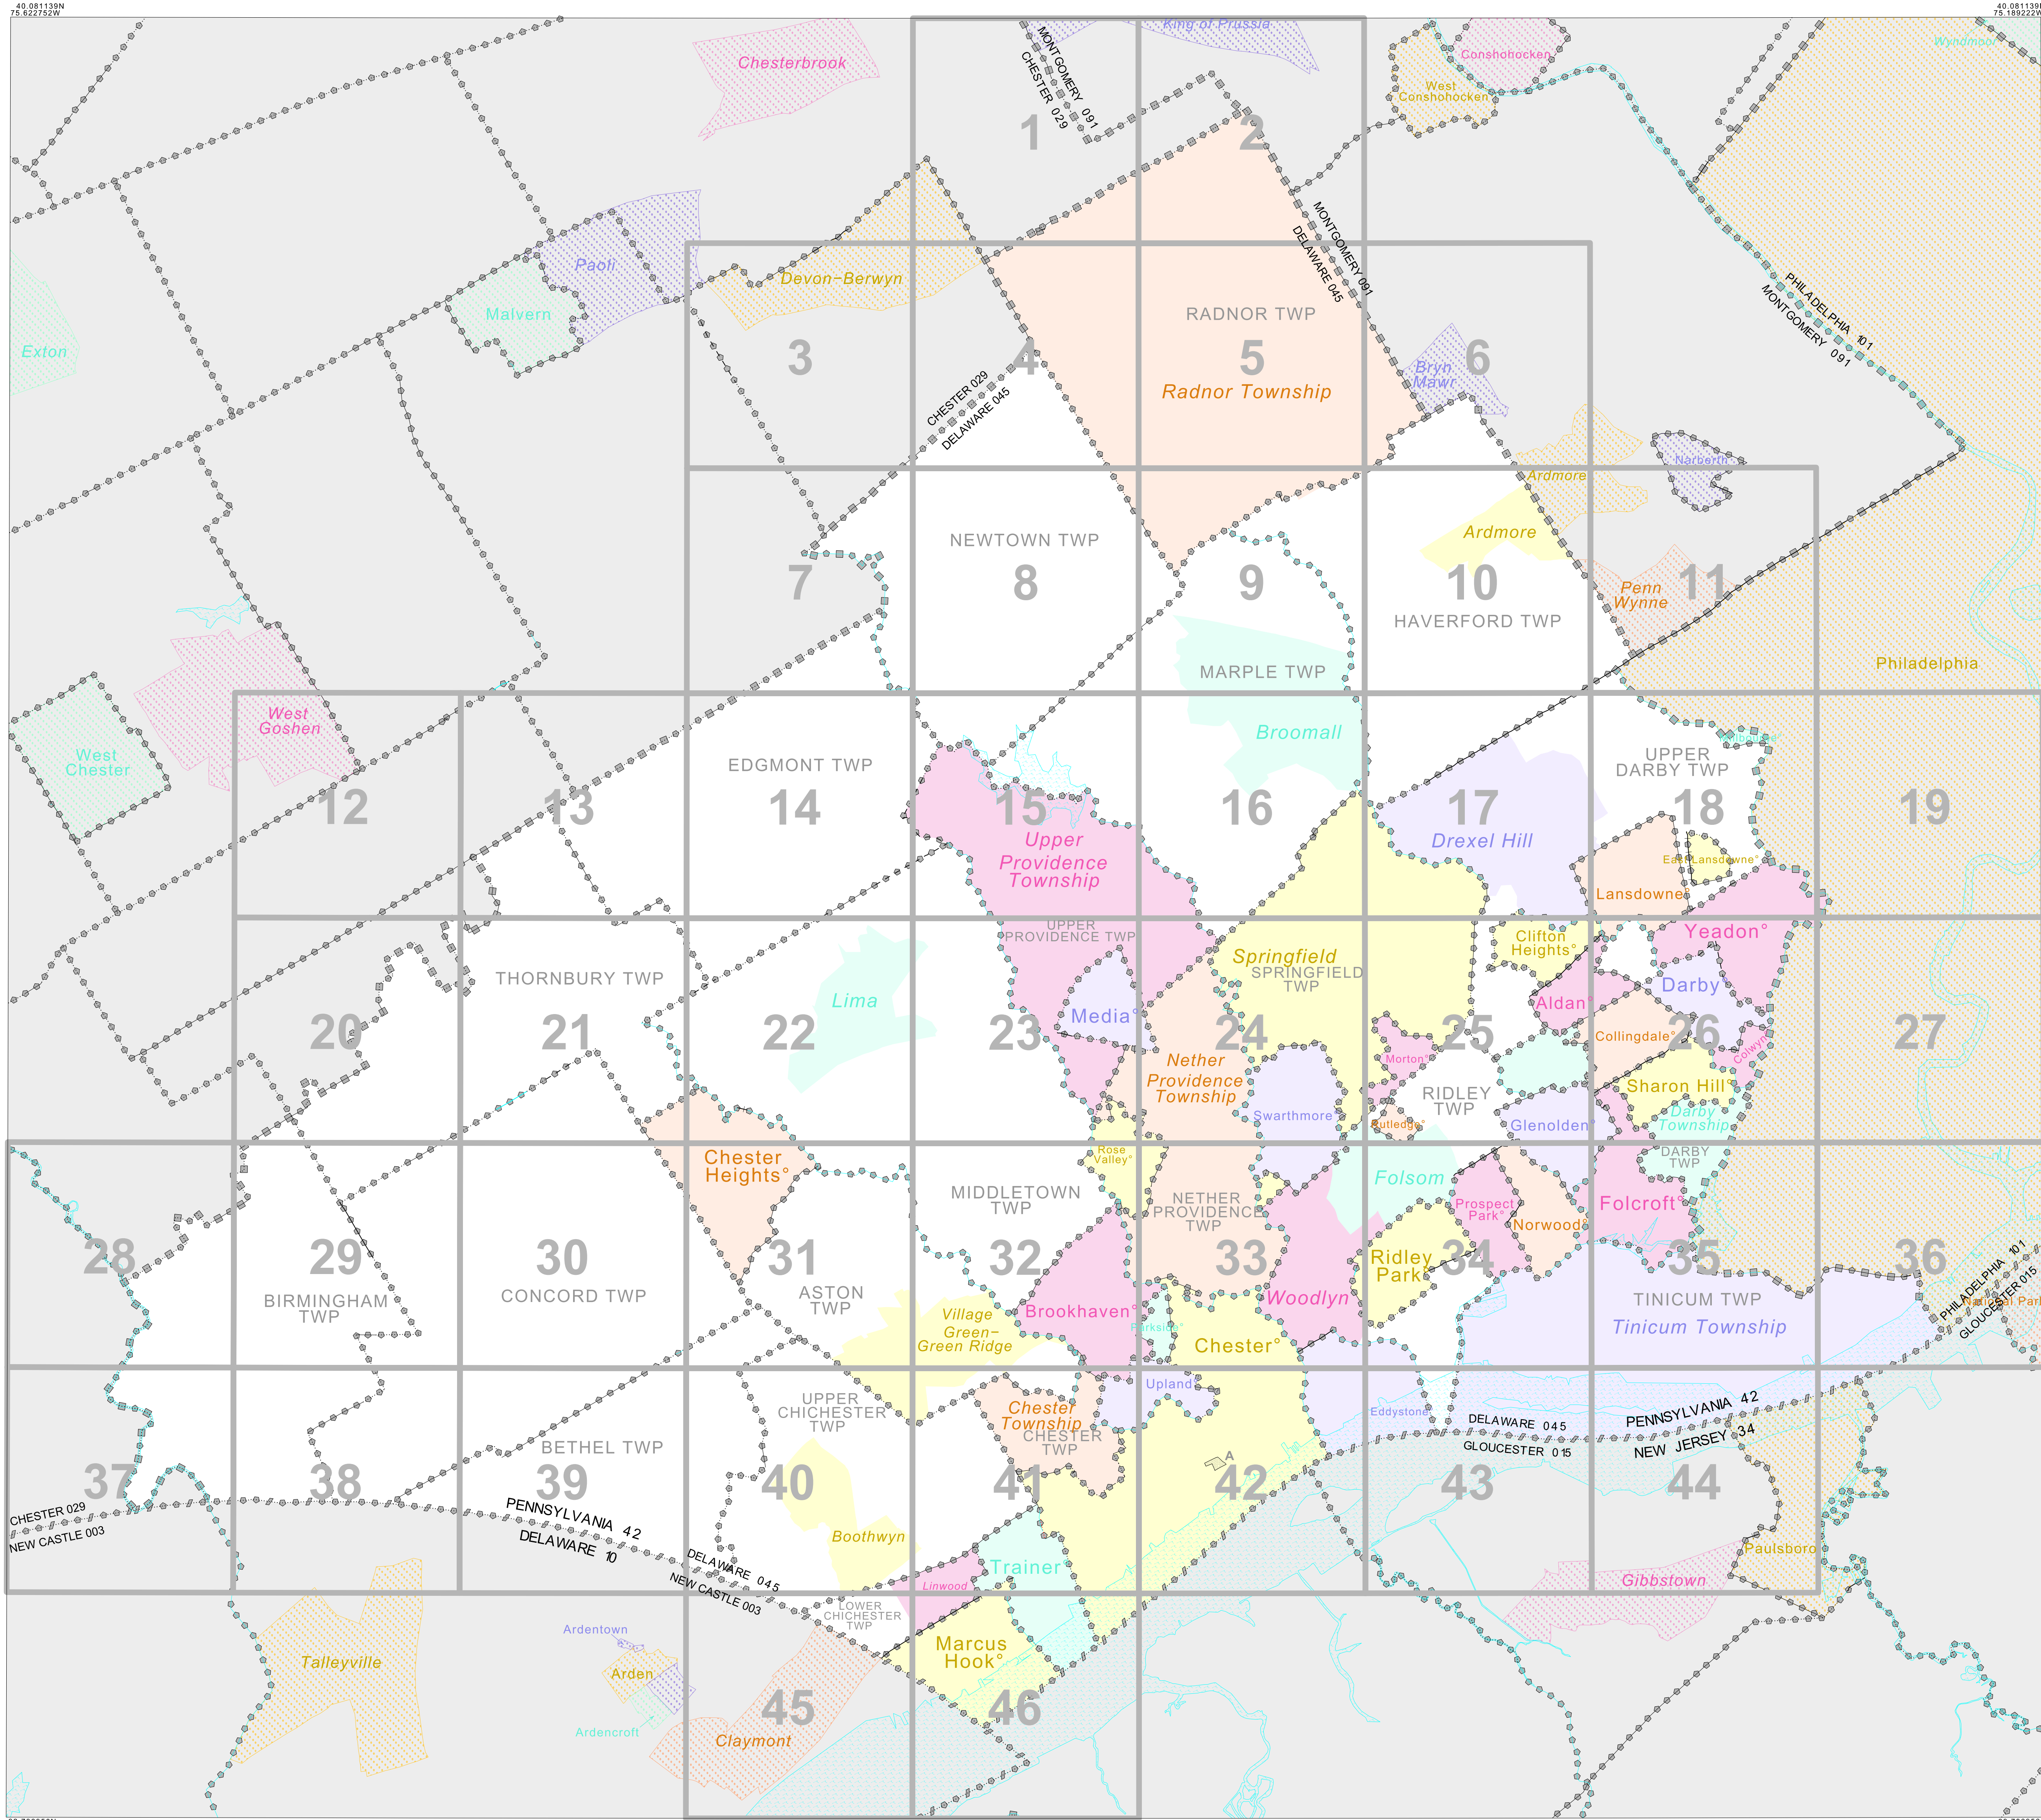 40.081139N
75.622752W
40.081139N
75.189222W
King of Prussia
Wyndmoor
Conshohocken
Chesterbrook
MONTGOMERY 091
CHESTER 029
West
Conshohocken
1
2
MONTGOMERY 091
DELAWARE 045
Paoli
Devon-Berwyn
Malvern
RADNOR TWP
PHILADELPHIA 101
MONTGOMERY 091
Exton
3
4
5
6
Bryn
Mawr
Radnor Township
CHESTER 029
DELAWARE 045
Narberth
Ardmore
Ardmore
NEWTOWN TWP
7
8
9
10
11
Penn
Wynne
HAVERFORD TWP
Philadelphia
MARPLE TWP
West
Goshen
Broomall
West
Chester
EDGMONT TWP
UPPER
DARBY TWP
12
13
14
15
16
17
18
19
Upper
Providence
Township
Drexel Hill
East Lansdowne°
Lansdowne°
UPPER
PROVIDENCE TWP
Yeadon°
Clifton
Heights°
Springfield
SPRINGFIELD
TWP
THORNBURY TWP
Darby°
Lima
Aldan°
Media°
20
21
22
23
24
25
26
27
Collingdale°
Colwyn°
Morton°
Nether
Providence
Township
Sharon Hill°
RIDLEY
TWP
Swarthmore°
Rutledge°
Glenolden°
Darby
Township
Rose
Valley°
DARBY
TWP
Chester
Heights°
Folsom
MIDDLETOWN
TWP
NETHER
PROVIDENCE
TWP
Prospect
Park°
Norwood°
Folcroft°
28
29
30
31
32
33
34
35
36
Ridley
Park°
BIRMINGHAM
TWP
CONCORD TWP
ASTON
TWP
Woodlyn
TINICUM TWP
Tinicum Township
PHILADELPHIA 101
GLOUCESTER 015
National Park
Village
Green-
Green Ridge
Brookhaven°
Parkside°
Chester°
Upland°
UPPER
CHICHESTER
TWP
Chester
Township
CHESTER
TWP
Eddystone°
DELAWARE 045
GLOUCESTER 015
PENNSYLVANIA 42
NEW JERSEY 34
BETHEL TWP
A
37
38
39
40
41
42
43
44
CHESTER 029
NEW CASTLE 003
PENNSYLVANIA 42
DELAWARE 10
Boothwyn
DELAWARE 045
NEW CASTLE 003
Trainer°
Paulsboro
Linwood
Gibbstown
LOWER
CHICHESTER
TWP
Ardentown
Marcus
Hook°
Talleyville
Arden
Ardencroft
Claymont
45
46